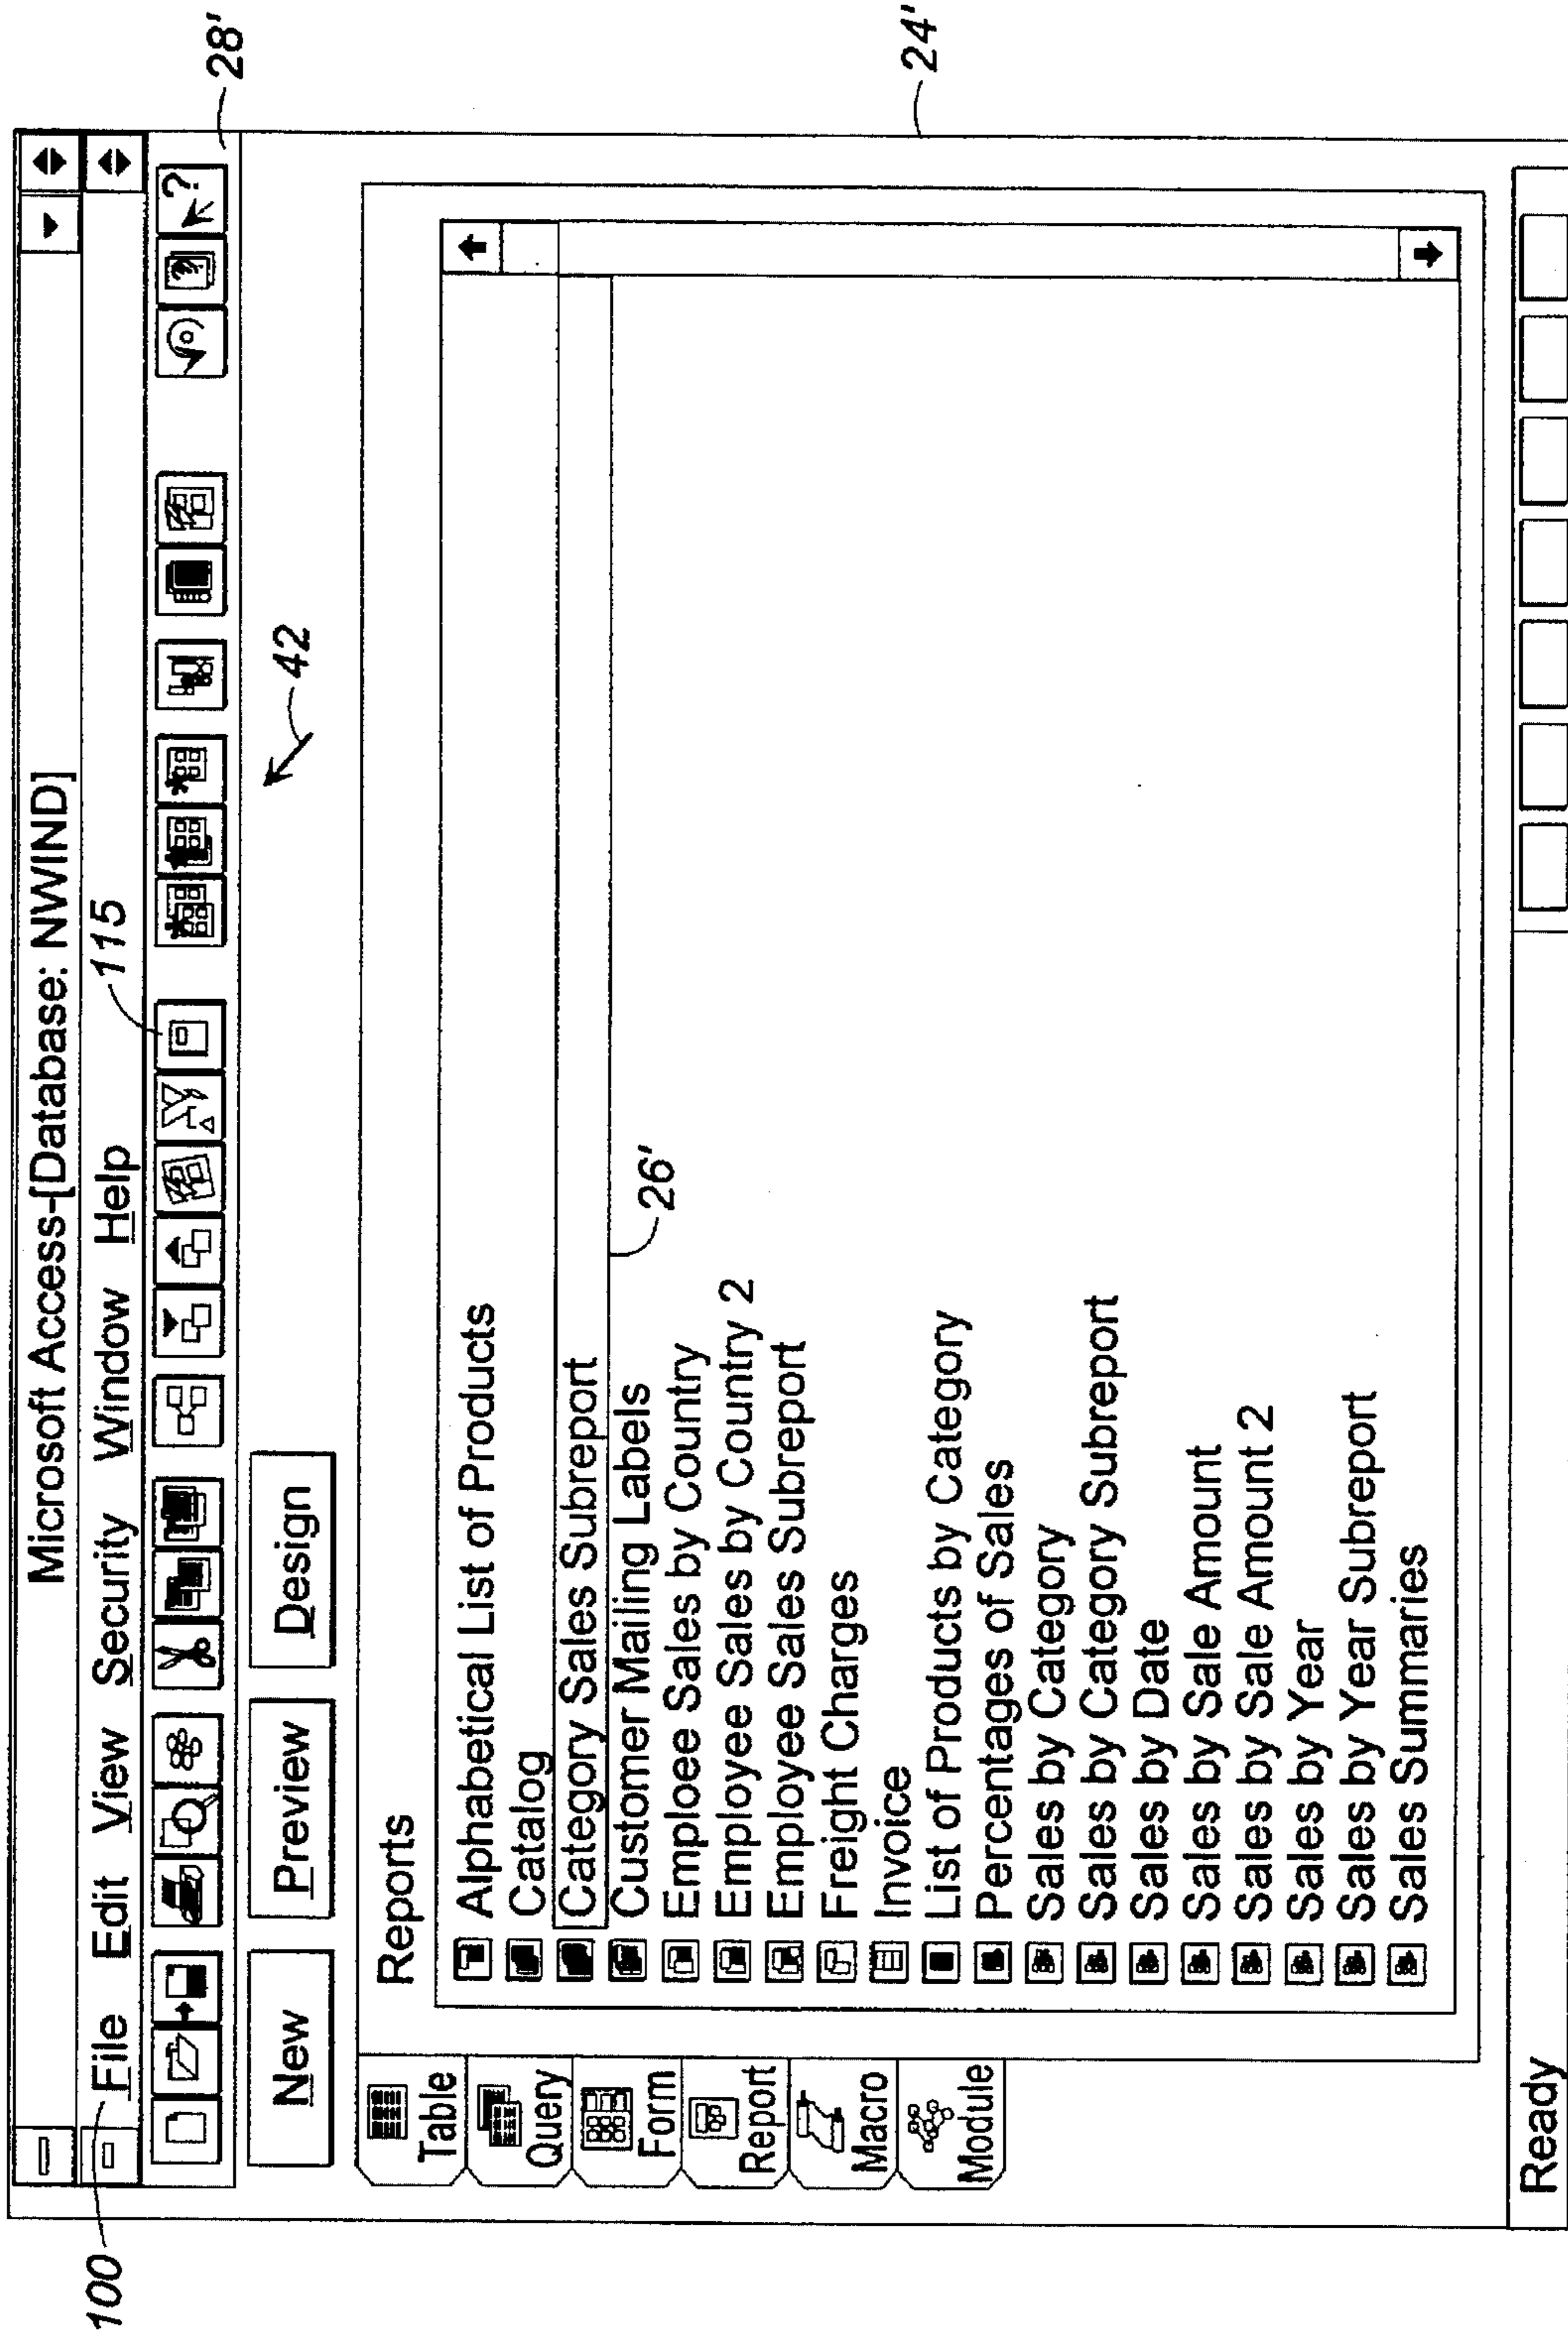 Microsoft Access-[Database: NWIND]
100
File Edit View Security Window Help
115
28'
New Preview Design
42
Reports
Table
Query
Form
Report
Macro
Module
Alphabetical List of Products
Catalog
Category Sales Subreport
Customer Mailing Labels
Emploee Sales by Country
Employee Sales by Country 2
Employee Sales Subreport
Freight Charges
Invoice
List of Products by Category
Percentages of Sales
Sales by Category
Sales by Category Subreport
Sales by Date
Sales by Sale Amount
Sales by Sale Amount 2
Sales by Year
Sales by Year Subreport
Sales Summaries
26'
24'
Ready